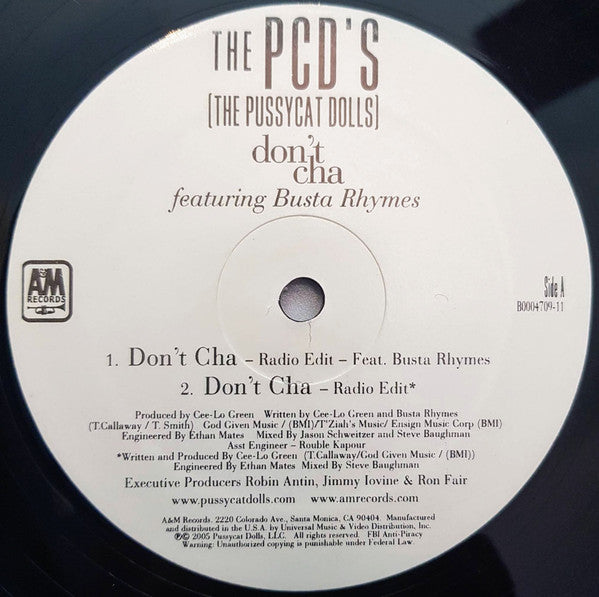 THE PCD'S
(THE PUSSYCAT DOLLS)
don't
cha
featuring Busta Rhymes
A&M
RECORDS
Side A
B0004709-11
1. Don't Cha – Radio Edit – Feat. Busta Rhymes
2. Don't Cha – Radio Edit*
Produced by Cee-Lo Green Written by Cee-Lo Green and Busta Rhymes
(T.Callaway / T. Smith) God Given Music / (BMI)/T'Ziah's Music/ Ensign Music Corp (BMI)
Engineered By Ethan Mates Mixed By Jason Schweitzer and Steve Baughman
Asst Engineer – Rouble Kapour
*Written and Produced By Cee-Lo Green (T.Callaway/God Given Music / (BMI))
Engineered By Ethan Mates Mixed By Steve Baughman
Executive Producers Robin Antin, Jimmy Iovine & Ron Fair
www.pussycatdolls.com www.amrecords.com
A&M Records. 2220 Colorado Ave., Santa Monica, CA 90404. Manufactured
and distributed in the U.S.A. by Universal Music & Video Distribution, Inc.
℗© 2005 Pussycat Dolls, LLC. All rights reserved. FBI Anti-Piracy
Warning: Unauthorized copying is punishable under Federal Law.